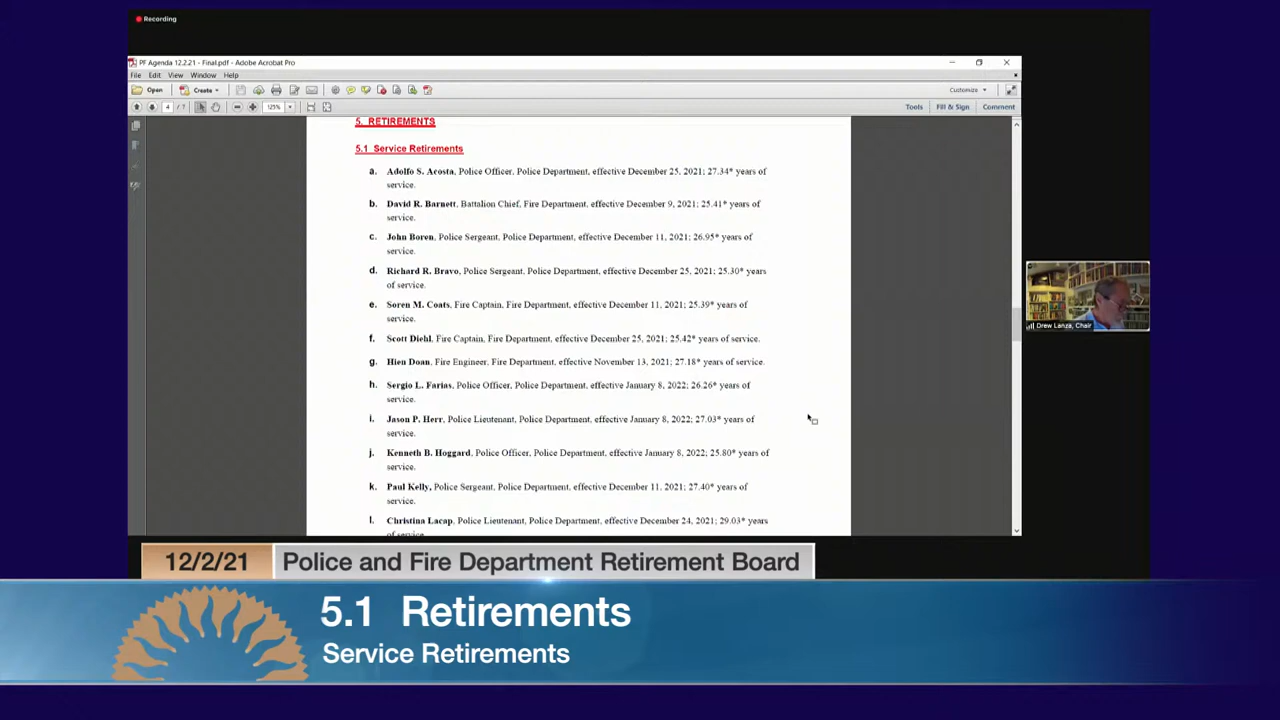 Recording
PF Agenda 12.2.21 - Final.pdf - Adobe Acrobat Pro
File Edit View Window Help
Open Create Customize
4 / 7 125% Tools Fill & Sign Comment
5. RETIREMENTS
5.1 Service Retirements
a. Adolfo S. Acosta, Police Officer, Police Department, effective December 25, 2021; 27.34* years of
service.
b. David R. Barnett, Battalion Chief, Fire Department, effective December 9, 2021; 25.41* years of
service.
c. John Boren, Police Sergeant, Police Department, effective December 11, 2021; 26.95* years of
service.
d. Richard R. Bravo, Police Sergeant, Police Department, effective December 25, 2021; 25.30* years
of service.
e. Soren M. Coats, Fire Captain, Fire Department, effective December 11, 2021; 25.39* years of
service.
f. Scott Diehl, Fire Captain, Fire Department, effective December 25, 2021; 25.42* years of service.
g. Hien Doan, Fire Engineer, Fire Department, effective November 13, 2021; 27.18* years of service.
h. Sergio L. Farias, Police Officer, Police Department, effective January 8, 2022; 26.26* years of
service.
i. Jason P. Herr, Police Lieutenant, Police Department, effective January 8, 2022; 27.03* years of
service.
j. Kenneth B. Hoggard, Police Officer, Police Department, effective January 8, 2022; 25.80* years of
service.
k. Paul Kelly, Police Sergeant, Police Department, effective December 11, 2021; 27.40* years of
service.
l. Christina Lacap, Police Lieutenant, Police Department, effective December 24, 2021; 29.03* years
of service.
Drew Lanza, Chair
12/2/21 Police and Fire Department Retirement Board
5.1 Retirements
Service Retirements